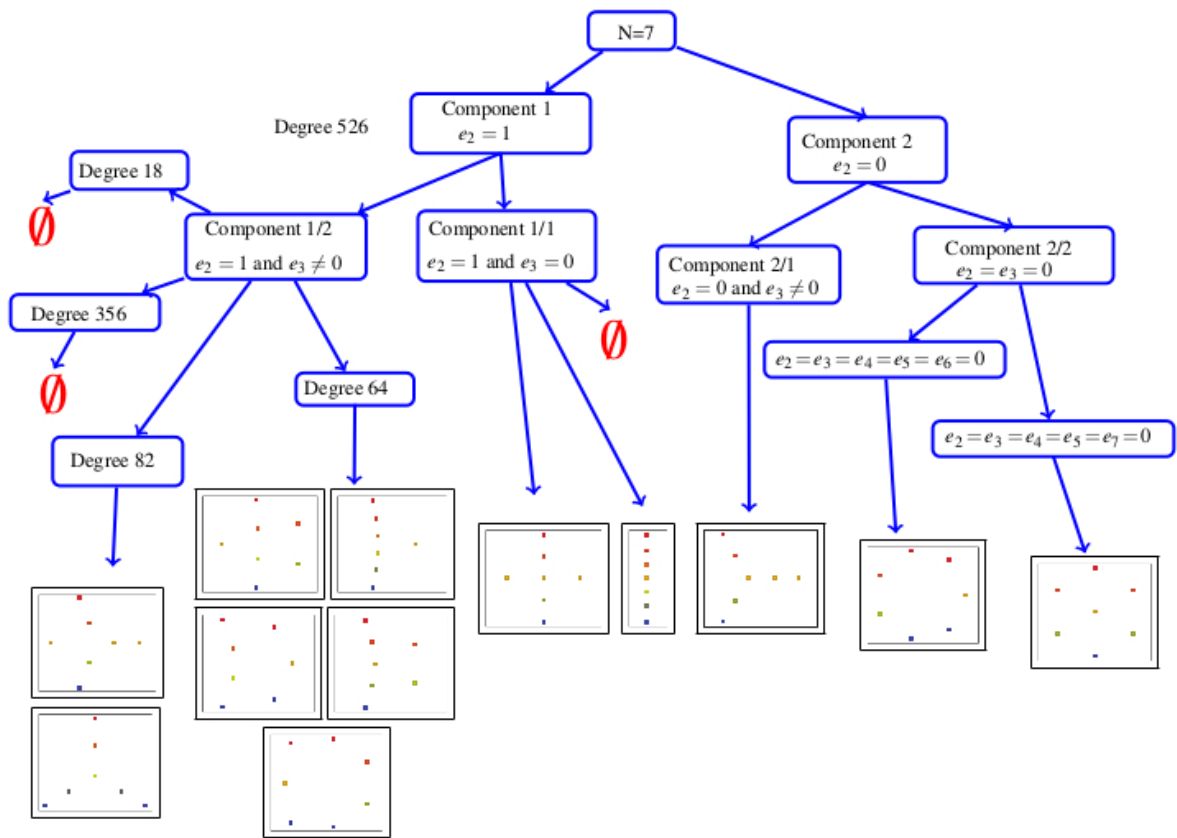 N=7
Component 1
e₂ = 1
Degree 526
Component 2
e₂ = 0
Degree 18
∅
Component 1/2
e₂ = 1 and e₃ ≠ 0
Component 1/1
e₂ = 1 and e₃ = 0
Component 2/1
e₂ = 0 and e₃ ≠ 0
Component 2/2
e₂ = e₃ = 0
Degree 356
∅
∅
e₂ = e₃ = e₄ = e₅ = e₆ = 0
Degree 64
e₂ = e₃ = e₄ = e₅ = e₇ = 0
Degree 82